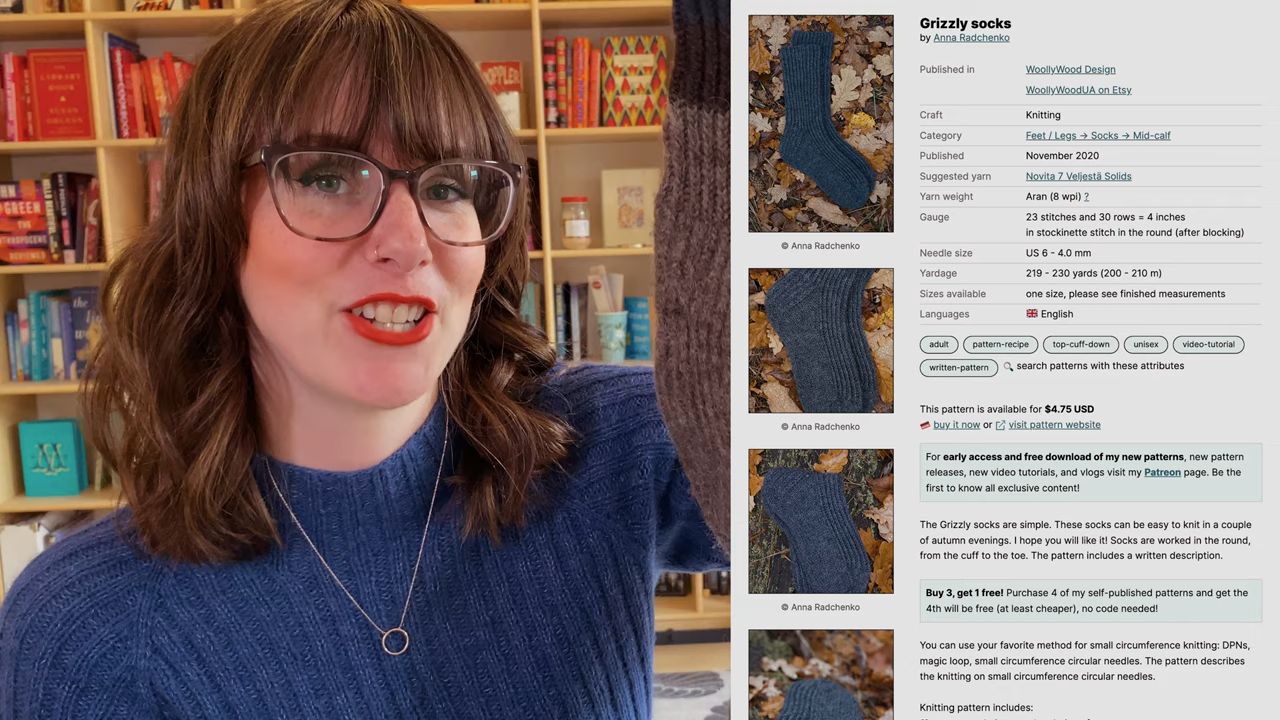 DOPPLER
GREEN
ANTHROPOCENE
REVIEWED
M
Grizzly socks
by Anna Radchenko
Published in WoollyWood Design
WoollyWoodUA on Etsy
Craft Knitting
Category Feet / Legs → Socks → Mid-calf
Published November 2020
Suggested yarn Novita 7 Veljestä Solids
Yarn weight Aran (8 wpi) ?
Gauge 23 stitches and 30 rows = 4 inches
in stockinette stitch in the round (after blocking)
Needle size US 6 - 4.0 mm
Yardage 219 - 230 yards (200 - 210 m)
Sizes available one size, please see finished measurements
Languages English
adult pattern-recipe top-cuff-down unisex video-tutorial
written-pattern search patterns with these attributes
This pattern is available for $4.75 USD
buy it now or visit pattern website
For early access and free download of my new patterns, new pattern
releases, new video tutorials, and vlogs visit my Patreon page. Be the
first to know all exclusive content!
The Grizzly socks are simple. These socks can be easy to knit in a couple
of autumn evenings. I hope you will like it! Socks are worked in the round,
from the cuff to the toe. The pattern includes a written description.
Buy 3, get 1 free! Purchase 4 of my self-published patterns and get the
4th will be free (at least cheaper), no code needed!
You can use your favorite method for small circumference knitting: DPNs,
magic loop, small circumference circular needles. The pattern describes
the knitting on small circumference circular needles.
Knitting pattern includes:
© Anna Radchenko
© Anna Radchenko
© Anna Radchenko